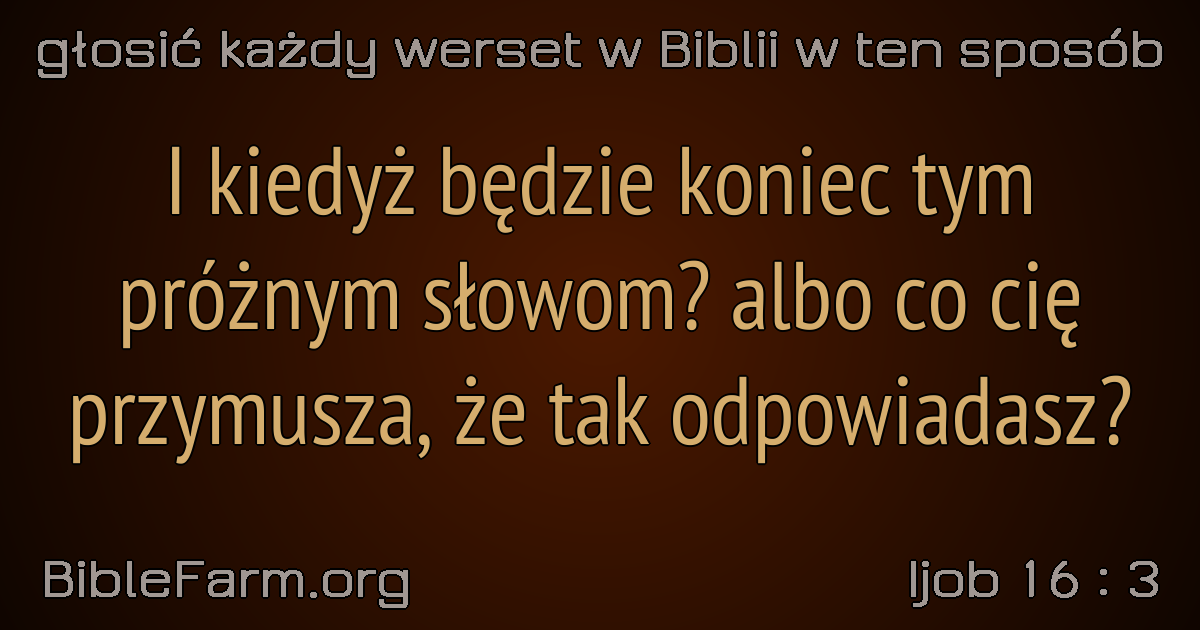 głosić każdy werset w Biblii w ten sposób
I kiedyż będzie koniec tym
próżnym słowom? albo co cię
przymusza, że tak odpowiadasz?
BibleFarm.org
Ijob 16 : 3